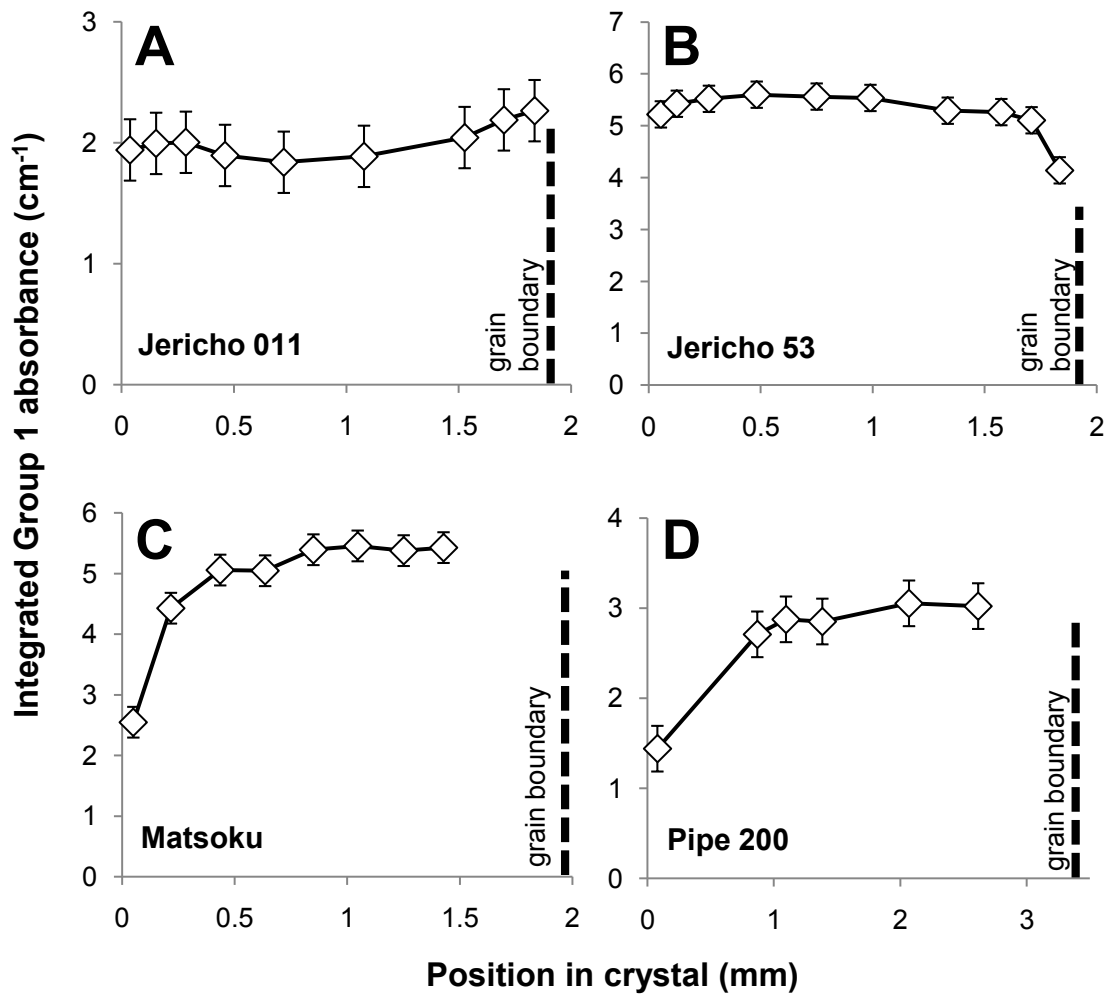 Integrated Group 1 absorbance (cm⁻¹)
A
3
2
1
0
0
0.5
1
1.5
2
Jericho 011
grain
boundary
B
7
6
5
4
3
2
1
0
0
0.5
1
1.5
2
Jericho 53
grain
boundary
C
6
5
4
3
2
1
0
0
0.5
1
1.5
2
Matsoku
grain boundary
D
4
3
2
1
0
0
1
2
3
Pipe 200
grain boundary
Position in crystal (mm)